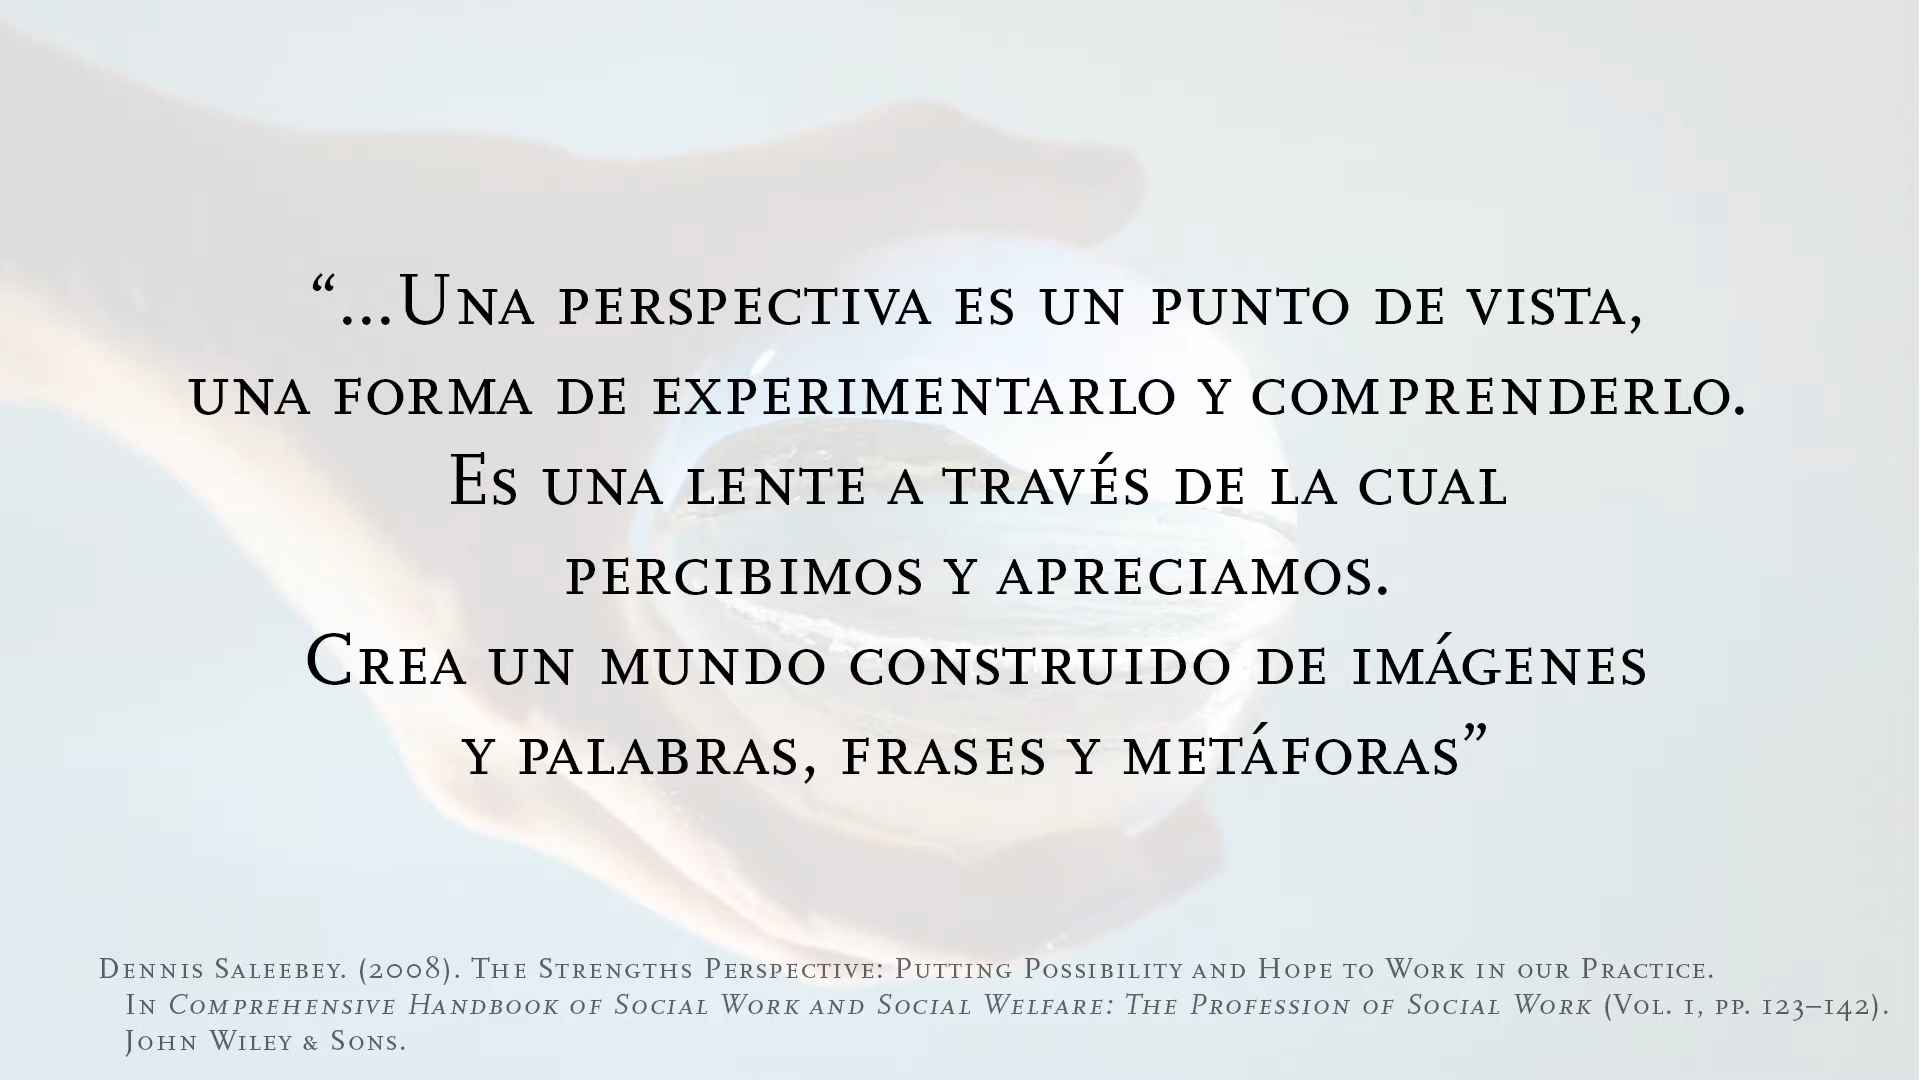 “...Una perspectiva es un punto de vista,
una forma de experimentarlo y comprenderlo.
Es una lente a través de la cual
percibimos y apreciamos.
Crea un mundo construido de imágenes
y palabras, frases y metáforas”
Dennis Saleebey. (2008). The Strengths Perspective: Putting Possibility and Hope to Work in our Practice.
In Comprehensive Handbook of Social Work and Social Welfare: The Profession of Social Work (Vol. 1, pp. 123–142).
John Wiley & Sons.